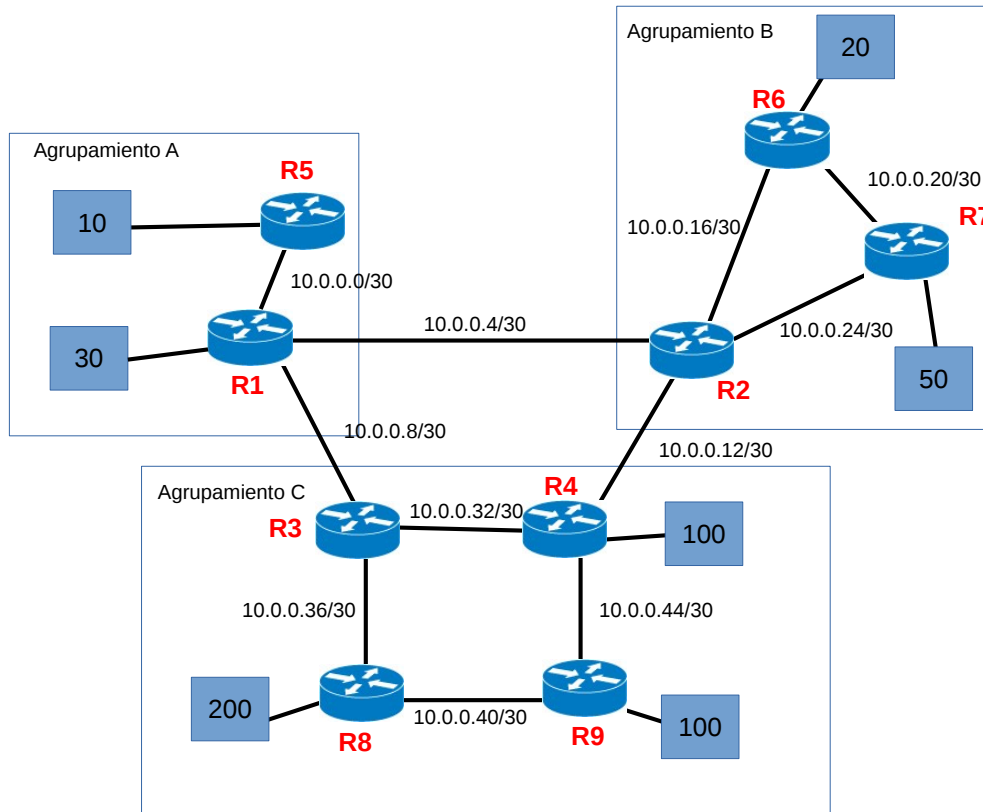 Agrupamiento B
20
R6
Agrupamiento A
R5
10.0.0.20/30
R7
10
10.0.0.16/30
10.0.0.0/30
10.0.0.4/30
10.0.0.24/30
30
R1
R2
50
10.0.0.8/30
10.0.0.12/30
Agrupamiento C
R4
R3
10.0.0.32/30
100
10.0.0.36/30
10.0.0.44/30
200
R8
10.0.0.40/30
R9
100